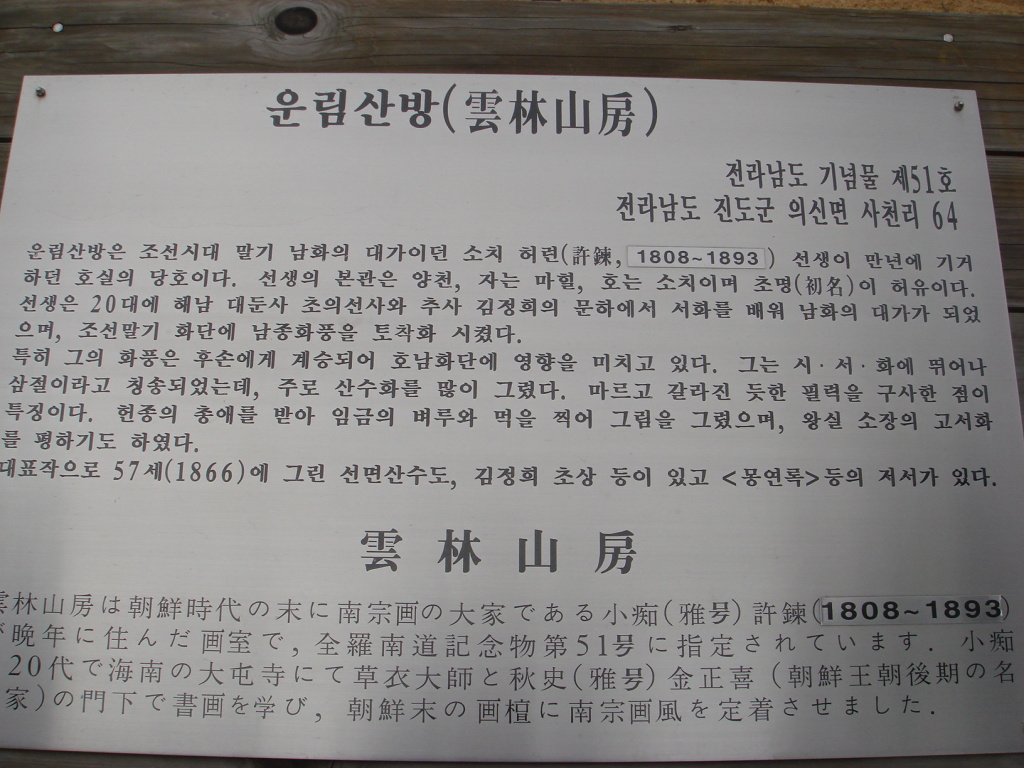 운림산방(雲林山房)
전라남도 기념물 제51호
전라남도 진도군 의신면 사천리 64
운림산방은 조선시대 말기 남화의 대가이던 소치 허련(許鍊, 1808~1893) 선생이 만년에 기거
하던 호실의 당호이다. 선생의 본관은 양천, 자는 마힐, 호는 소치이며 초명(初名)이 허유이다.
선생은 20대에 해남 대둔사 초의선사와 추사 김정희의 문하에서 서화를 배워 남화의 대가가 되었
으며, 조선말기 화단에 남종화풍을 토착화 시켰다.
특히 그의 화풍은 후손에게 계승되어 호남화단에 영향을 미치고 있다. 그는 시·서·화에 뛰어나
삼절이라고 칭송되었는데, 주로 산수화를 많이 그렸다. 마르고 갈라진 듯한 필력을 구사한 점이
특징이다. 헌종의 총애를 받아 임금의 벼루와 먹을 찍어 그림을 그렸으며, 왕실 소장의 고서화
를 평하기도 하였다.
대표작으로 57세(1866)에 그린 선면산수도, 김정희 초상 등이 있고 <몽연록>등의 저서가 있다.
雲林山房
雲林山房は朝鮮時代の末に南宗画の大家である小痴(雅号)許鍊(1808~1893)
が晩年に住んだ画室で, 全羅南道記念物第51号に指定されています. 小痴
20代で海南の大屯寺にて草衣大師と秋史(雅号)金正喜 (朝鮮王朝後期の名
家)の門下で書画を学び, 朝鮮末の画檀に南宗画風を定着させました.